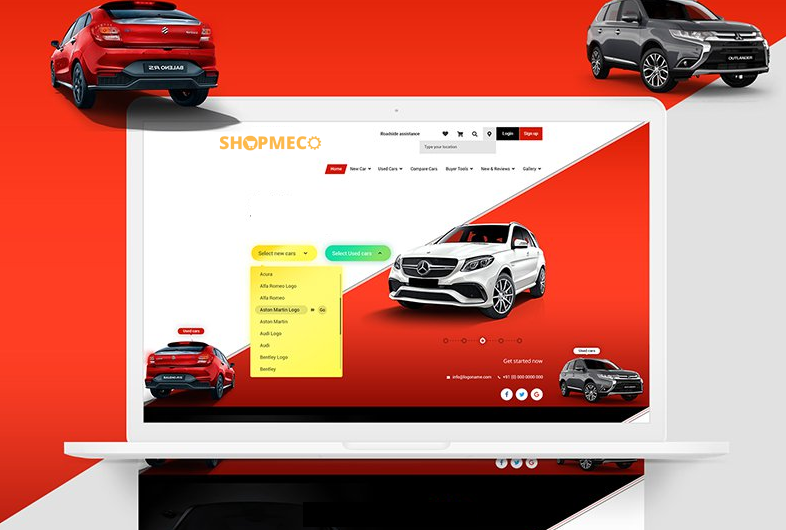 BALENO RS
OUTLANDER
Roadside assistance
Login
Sign up
SHOPMECO
Type your location
Home
New Car
Used Cars
Compare Cars
Buyer Tools
New & Reviews
Gallery
Select new cars
Select Used cars
Acura
Alfa Romeo Logo
Alfa Romeo
Aston Martin Logo
Go
Aston Martin
Audi Logo
Audi
Bentley Logo
Bentley
Used cars
Used cars
Get started now
info@logoname.com
+91 (0) 000 0000 000